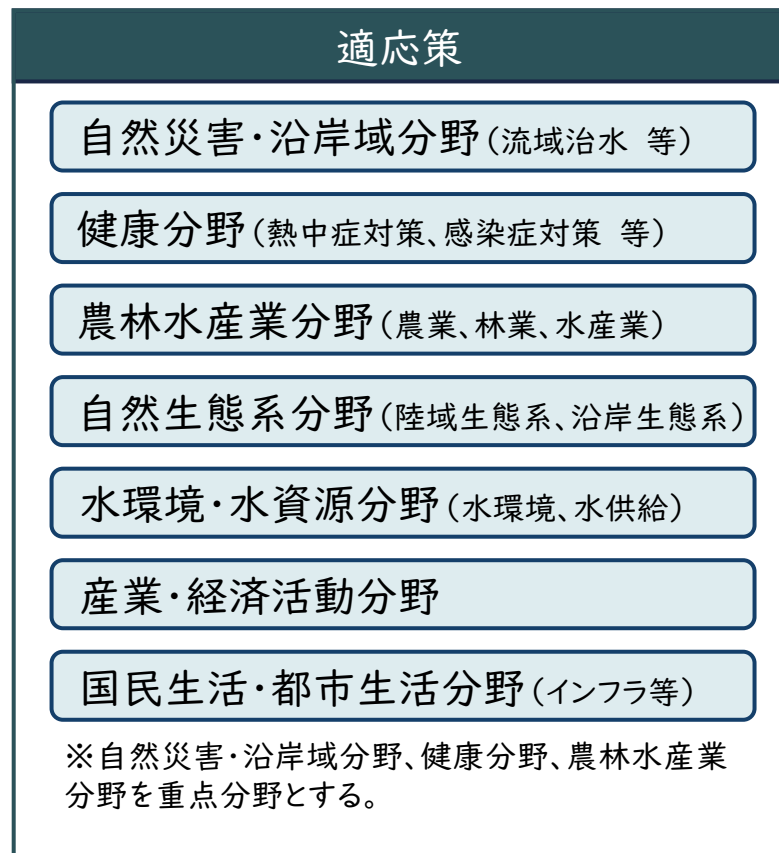 適応策
自然災害・沿岸域分野(流域治水 等)
健康分野(熱中症対策、感染症対策 等)
農林水産業分野(農業、林業、水産業)
自然生態系分野(陸域生態系、沿岸生態系)
水環境・水資源分野(水環境、水供給)
産業・経済活動分野
国民生活・都市生活分野(インフラ等)
※自然災害・沿岸域分野、健康分野、農林水産業
分野を重点分野とする。